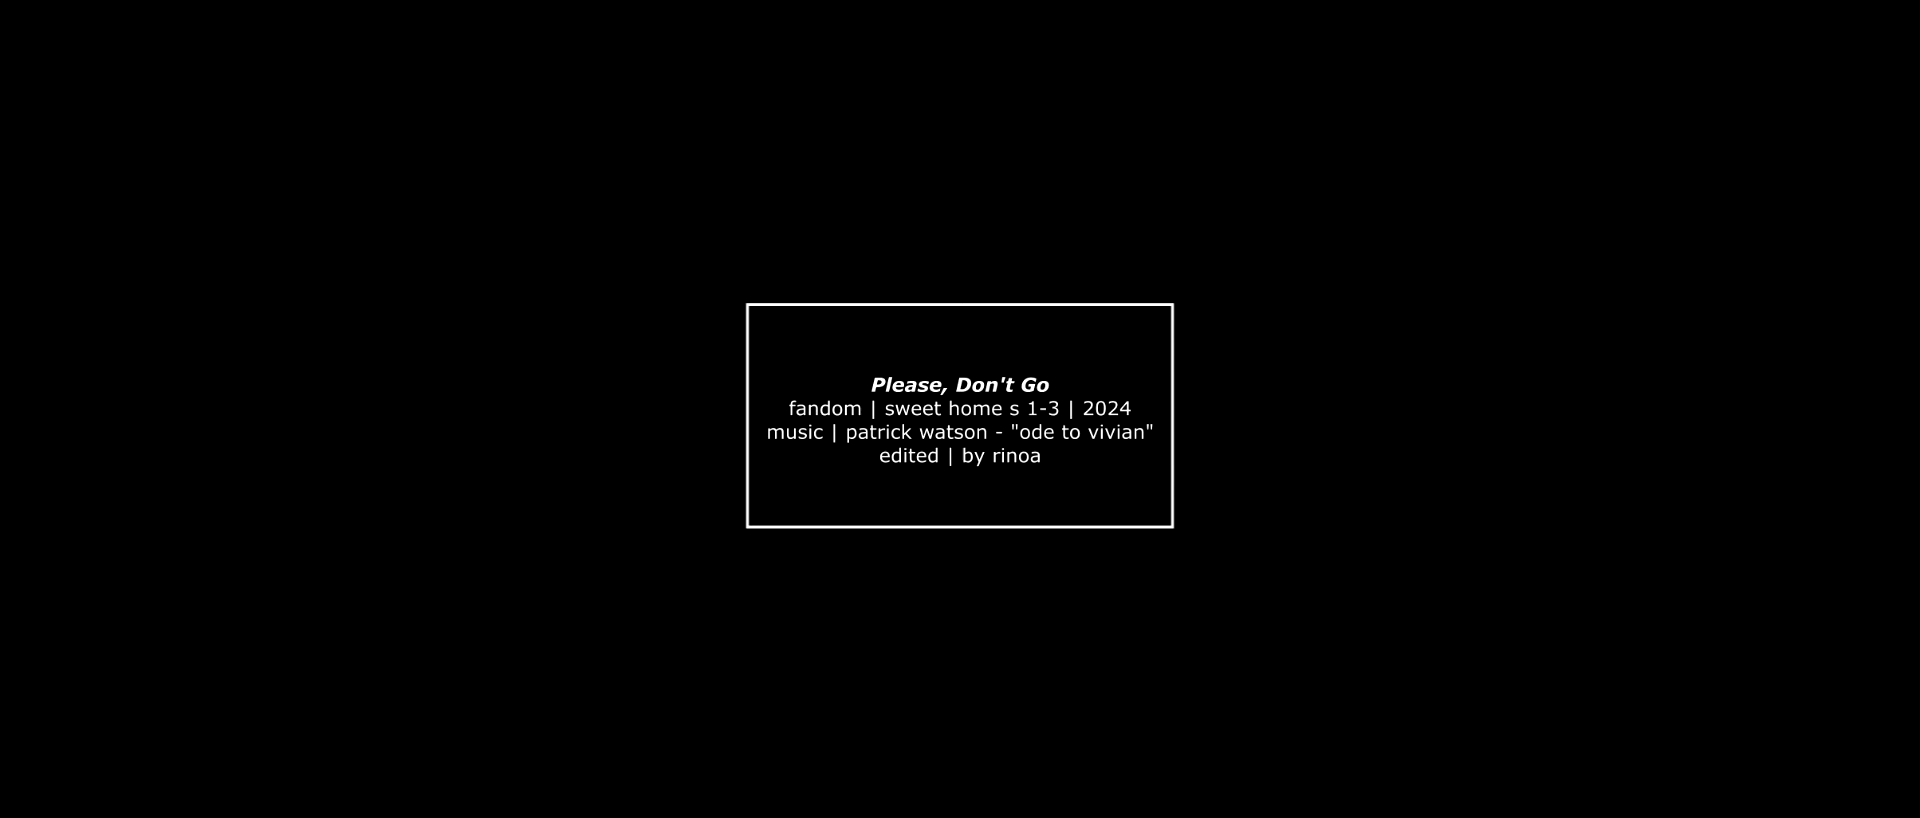 Please, Don't Go
fandom | sweet home s 1-3 | 2024
music | patrick watson - "ode to vivian"
edited | by rinoa